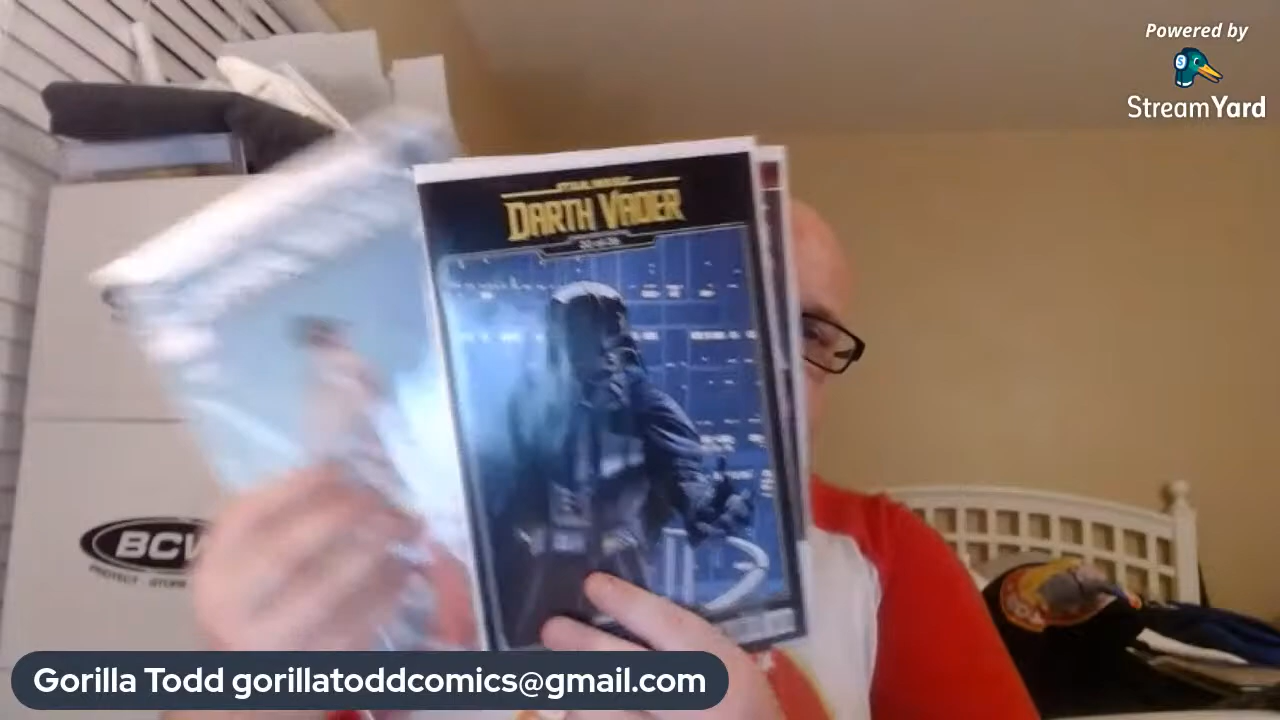 Powered by
StreamYard
STAR WARS
DARTH VADER
BCW
Gorilla Todd gorillatoddcomics@gmail.com